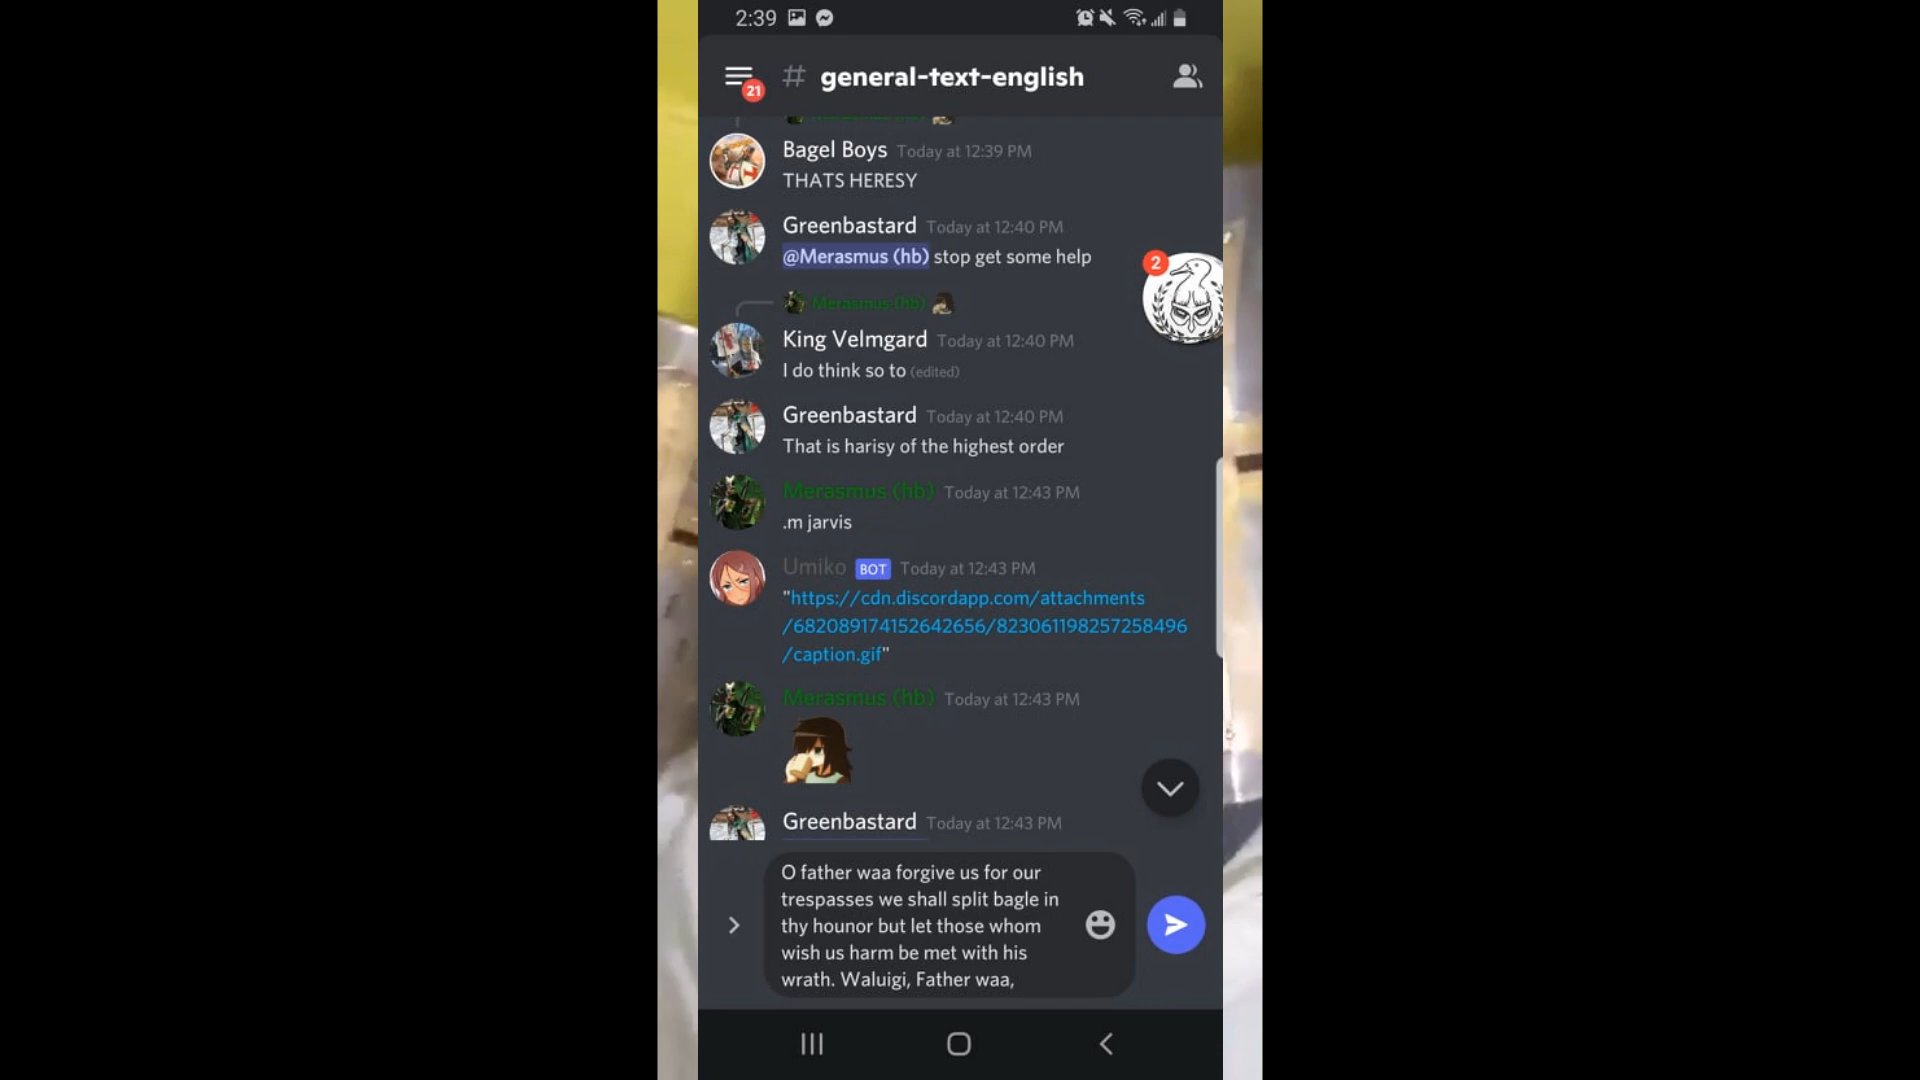 2:39
21
# general-text-english
Bagel Boys Today at 12:39 PM
THATS HERESY
Greenbastard Today at 12:40 PM
@Merasmus (hb) stop get some help
2
Merasmus (hb)
King Velmgard Today at 12:40 PM
I do think so to (edited)
Greenbastard Today at 12:40 PM
That is harisy of the highest order
Merasmus (hb) Today at 12:43 PM
.m jarvis
Umiko BOT Today at 12:43 PM
"https://cdn.discordapp.com/attachments
/682089174152642656/823061198257258496
/caption.gif"
Merasmus (hb) Today at 12:43 PM
Greenbastard Today at 12:43 PM
O father waa forgive us for our
trespasses we shall split bagle in
thy hounor but let those whom
wish us harm be met with his
wrath. Waluigi, Father waa,